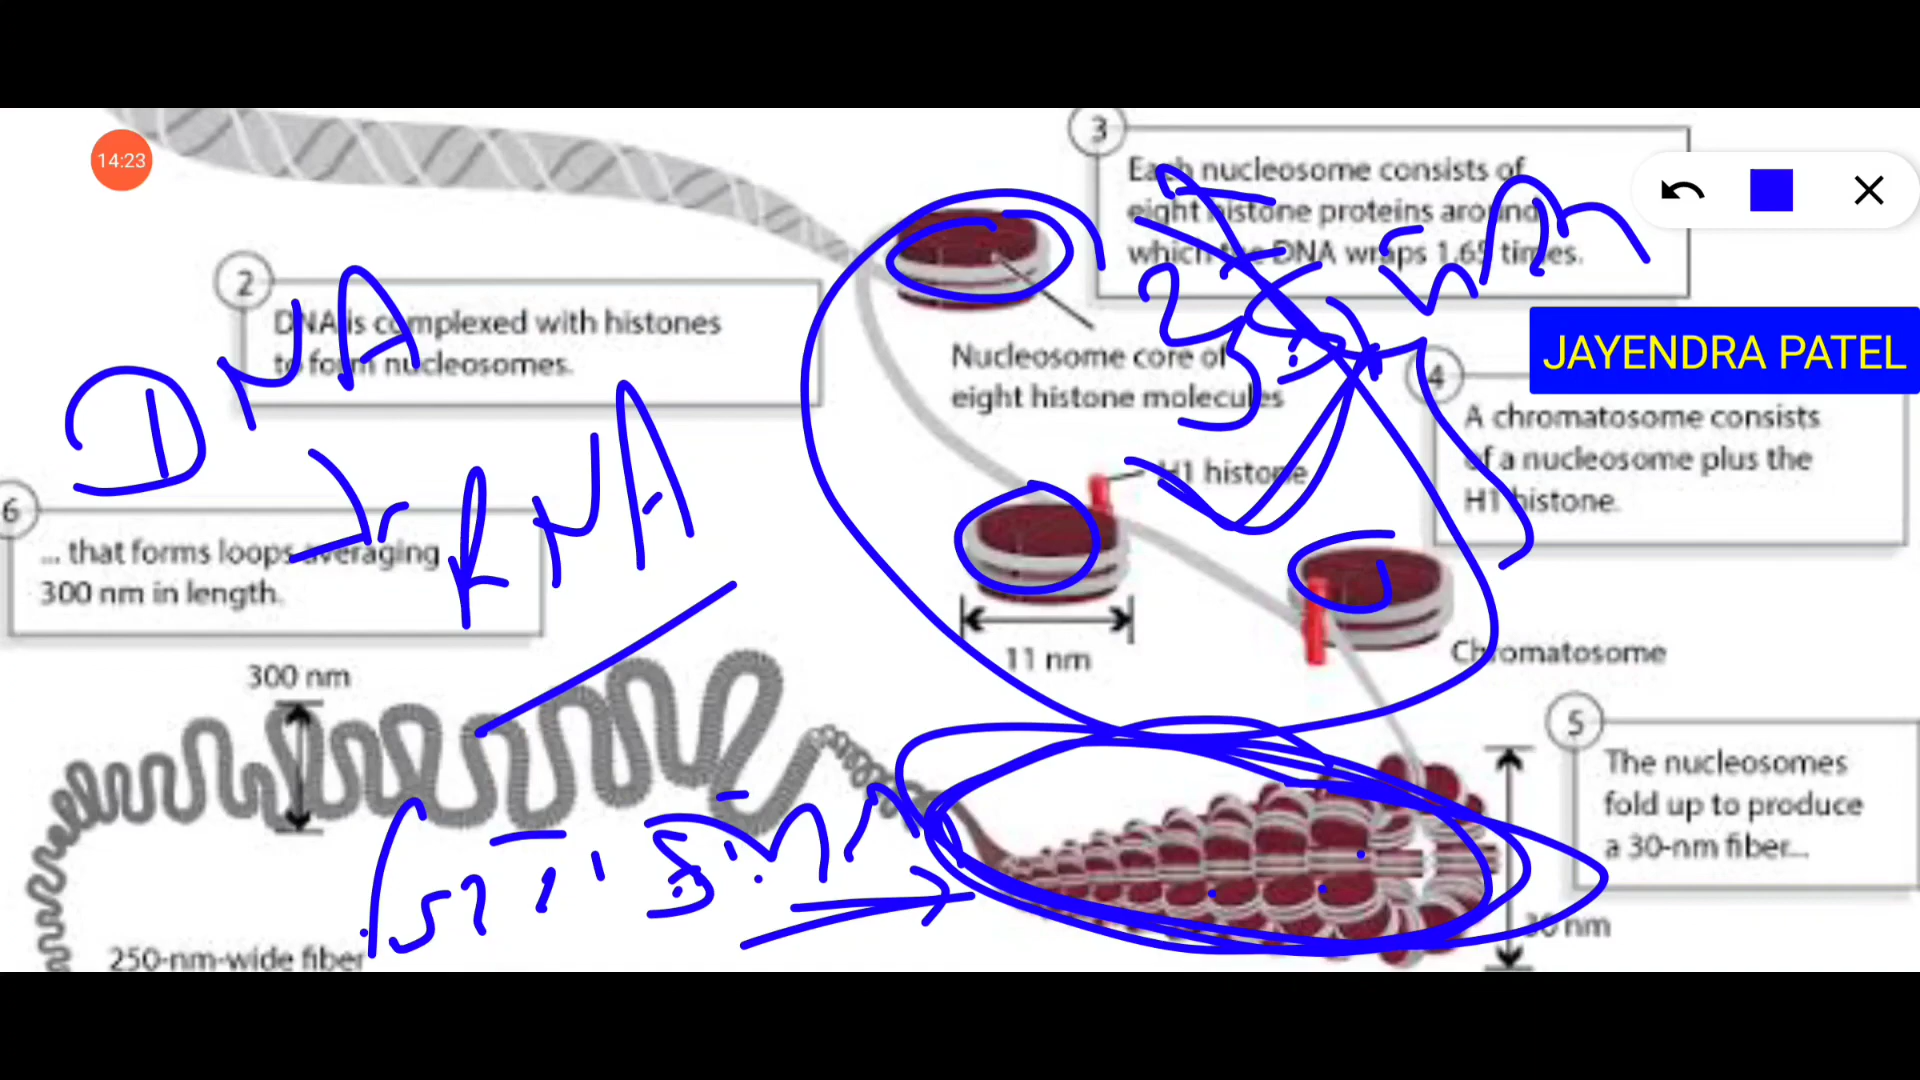 14:23
3
Each nucleosome consists of
eight histone proteins around
which the DNA wraps 1.65 times.
JAYENDRA PATEL
2
DNA is complexed with histones
to form nucleosomes.
DNA
RNA
Nucleosome core of
eight histone molecules
4
A chromatosome consists
of a nucleosome plus the
H1 histone.
H1 histone
6
... that forms loops averaging
300 nm in length.
11 nm
Chromatosome
300 nm
5
The nucleosomes
fold up to produce
a 30-nm fiber...
30 nm
250-nm-wide fiber